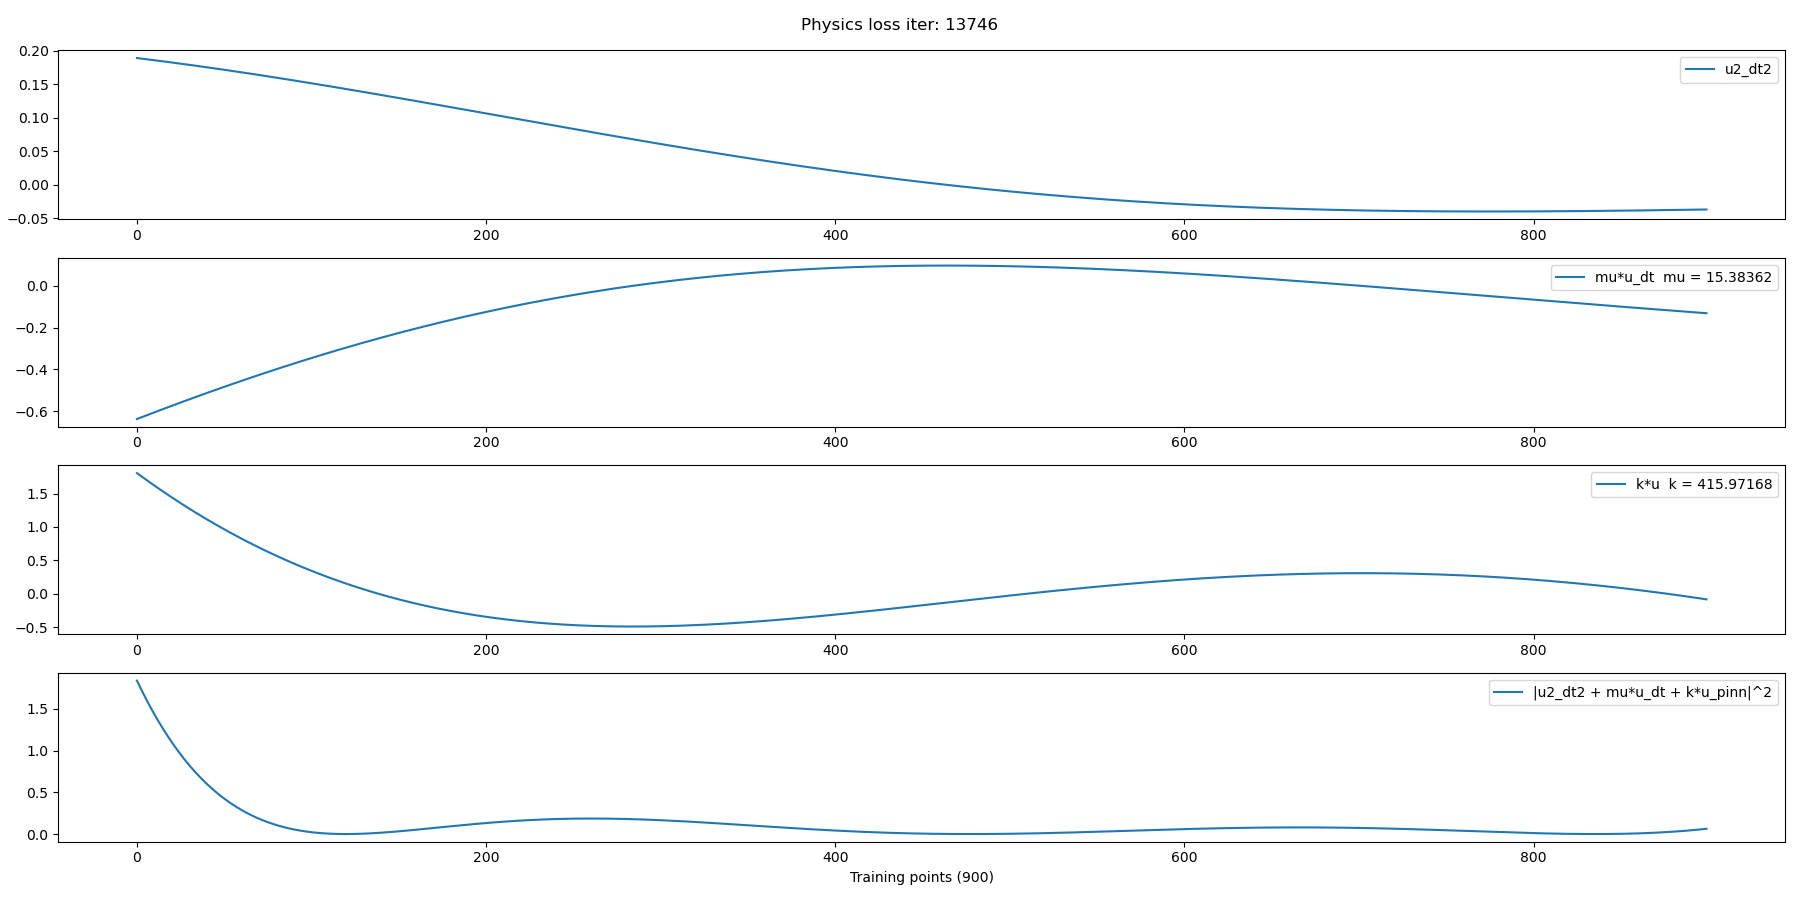 Physics loss iter: 13746
0.20
0.15
0.10
0.05
0.00
−0.05
u2_dt2
0 200 400 600 800
0.0
−0.2
−0.4
−0.6
mu*u_dt  mu = 15.38362
0 200 400 600 800
1.5
1.0
0.5
0.0
−0.5
k*u  k = 415.97168
0 200 400 600 800
1.5
1.0
0.5
0.0
|u2_dt2 + mu*u_dt + k*u_pinn|^2
0 200 400 600 800
Training points (900)